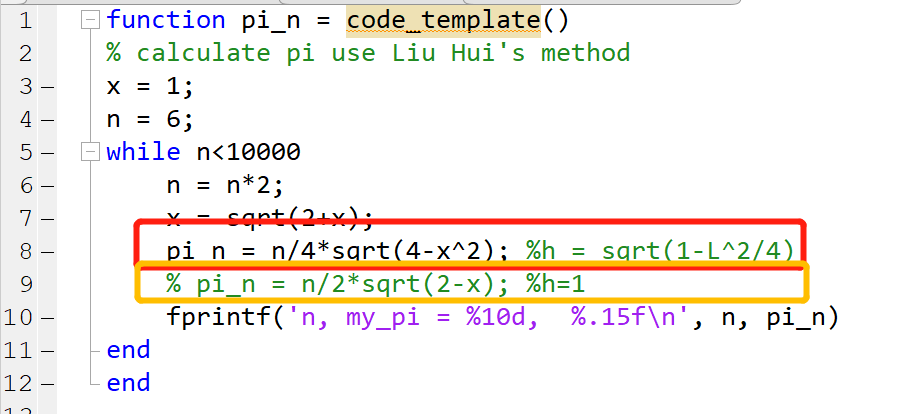 1 function pi_n = code_template()
2 % calculate pi use Liu Hui's method
3 x = 1;
4 n = 6;
5 while n<10000
6 n = n*2;
7 x = sqrt(2+x);
8 pi_n = n/4*sqrt(4-x^2); %h = sqrt(1-L^2/4)
9 % pi_n = n/2*sqrt(2-x); %h=1
10 fprintf('n, my_pi = %10d,  %.15f\n', n, pi_n)
11 end
12 end